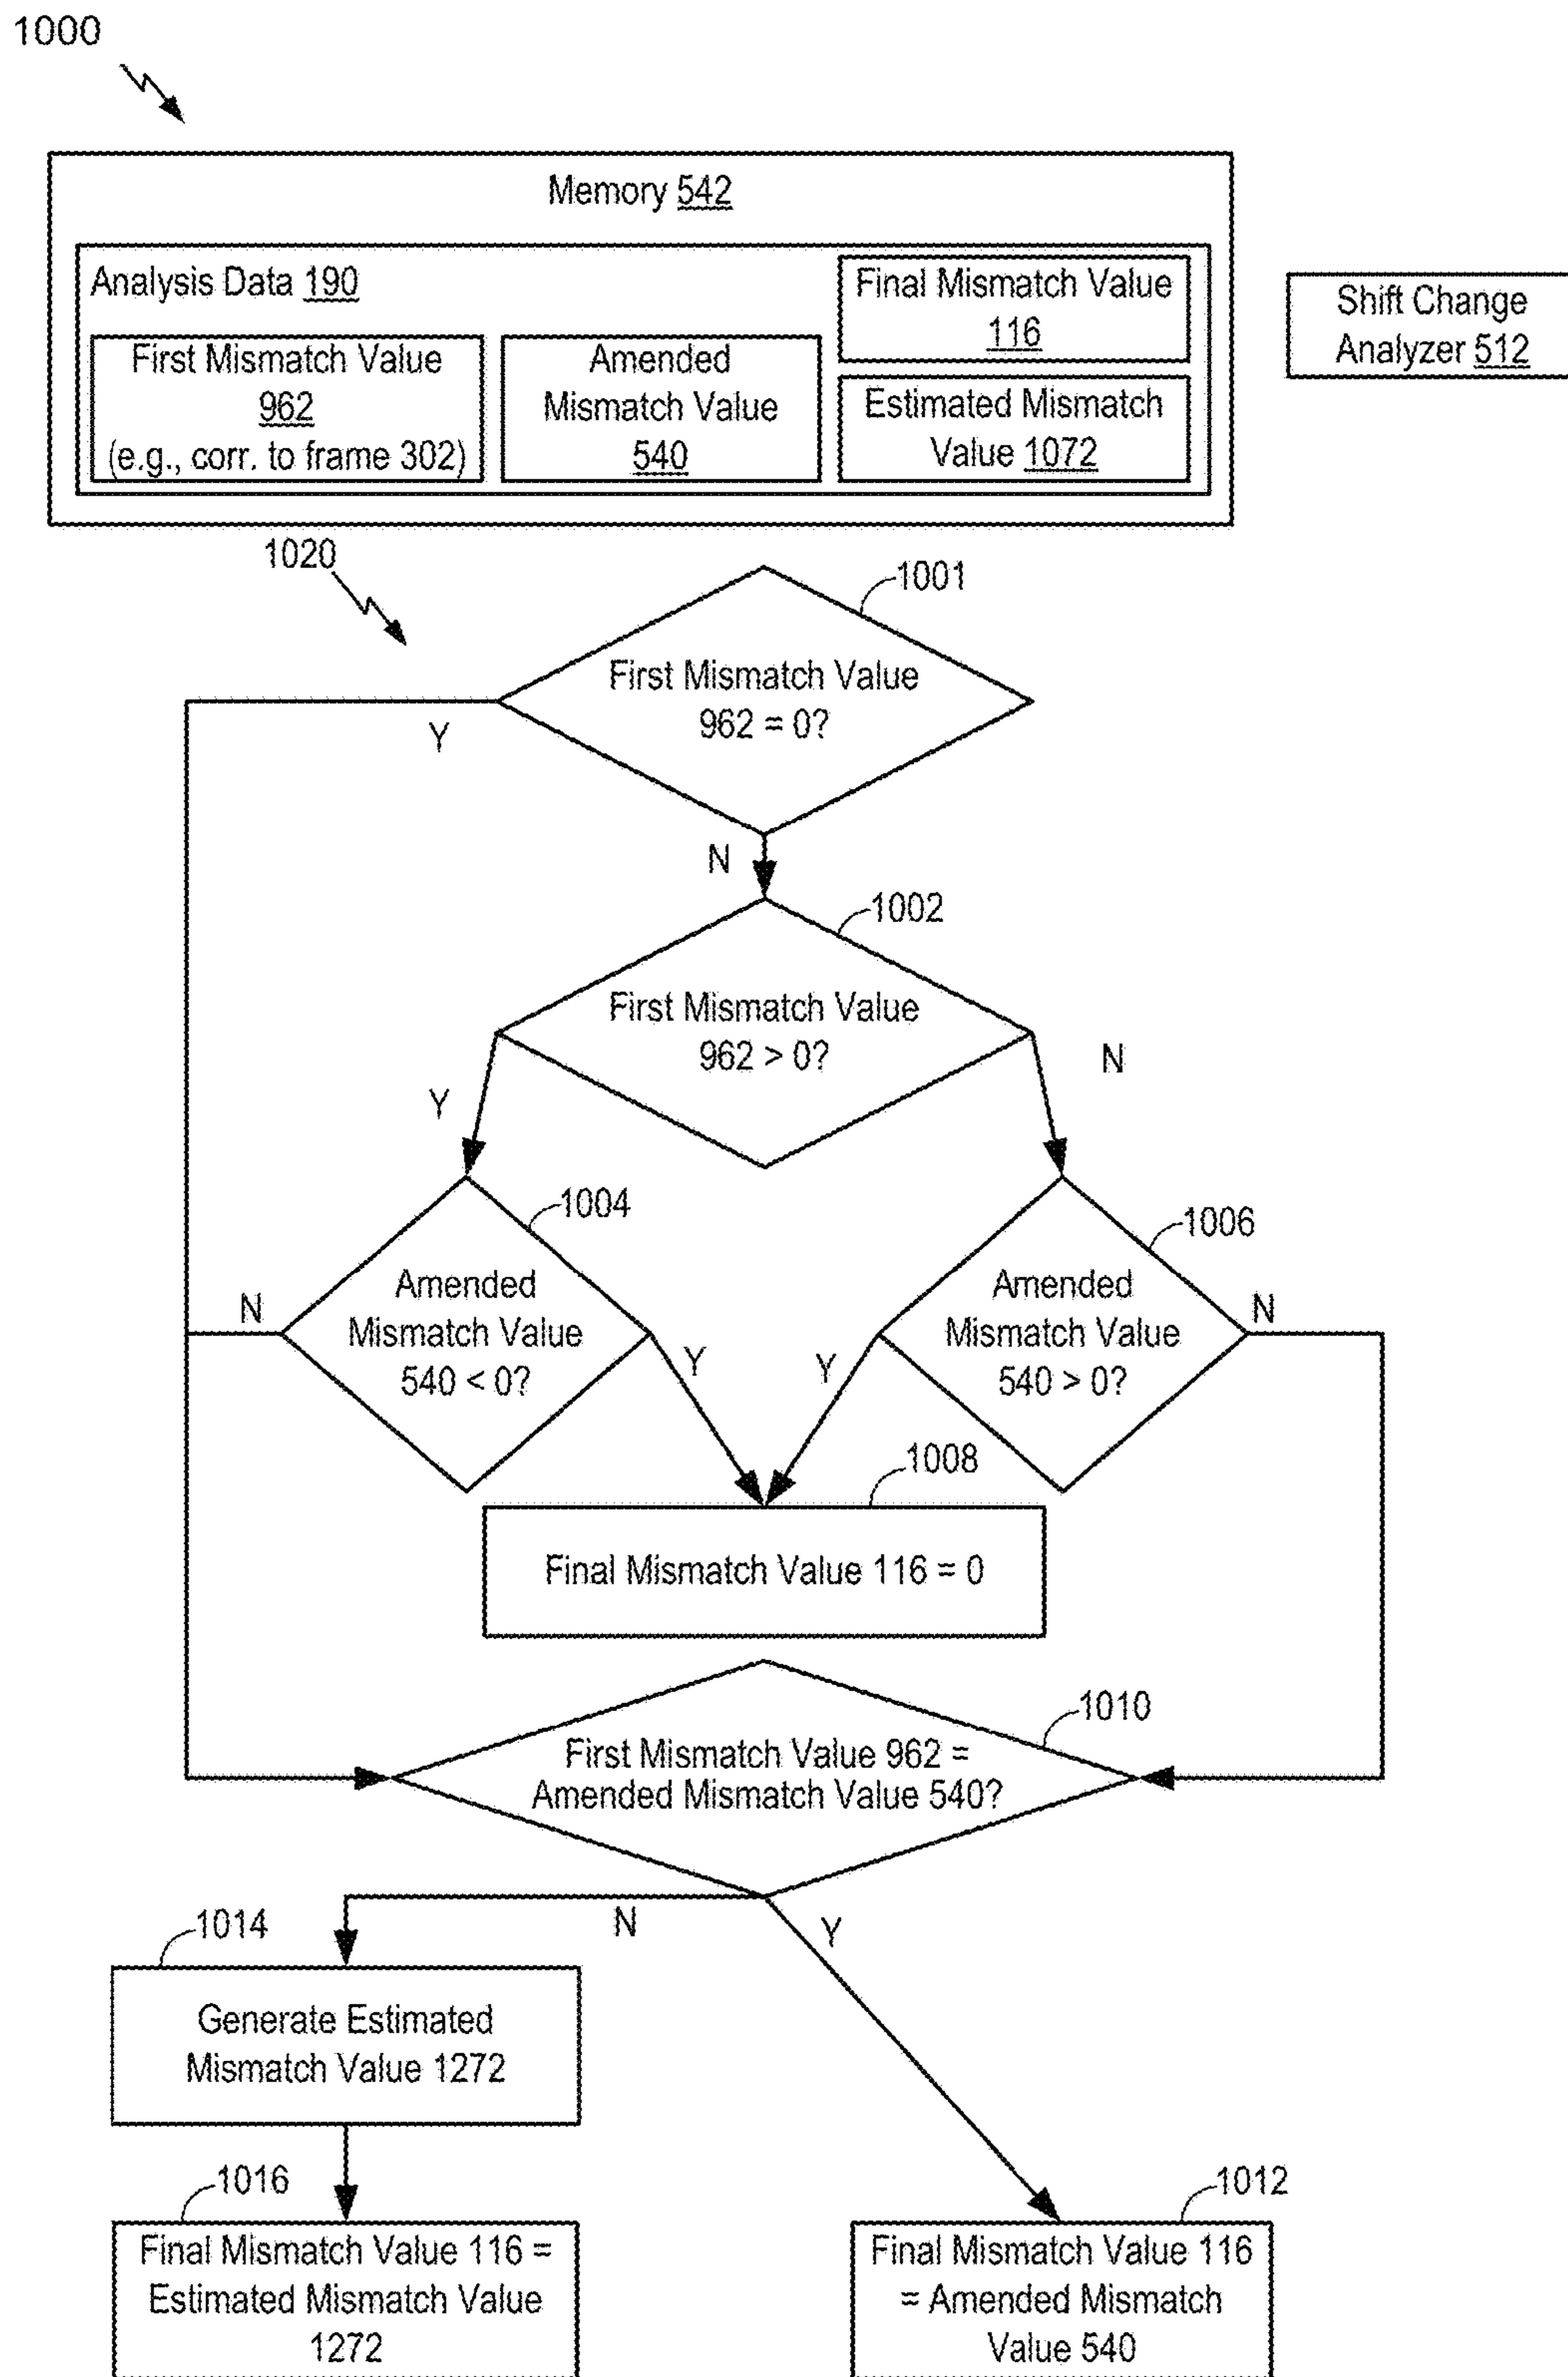 1000
Memory 542
Analysis Data 190
First Mismatch Value
962
(e.g., corr. to frame 302)
Amended
Mismatch Value
540
Final Mismatch Value
116
Estimated Mismatch
Value 1072
Shift Change
Analyzer 512
1020
1001
First Mismatch Value
962 = 0?
Y
N
1002
First Mismatch Value
962 > 0?
Y
N
1004
Amended
Mismatch Value
540 < 0?
N
Y
1006
Amended
Mismatch Value
540 > 0?
Y
N
1008
Final Mismatch Value 116 = 0
1010
First Mismatch Value 962 =
Amended Mismatch Value 540?
N
Y
1014
Generate Estimated
Mismatch Value 1272
1016
Final Mismatch Value 116 =
Estimated Mismatch Value
1272
1012
Final Mismatch Value 116
= Amended Mismatch
Value 540